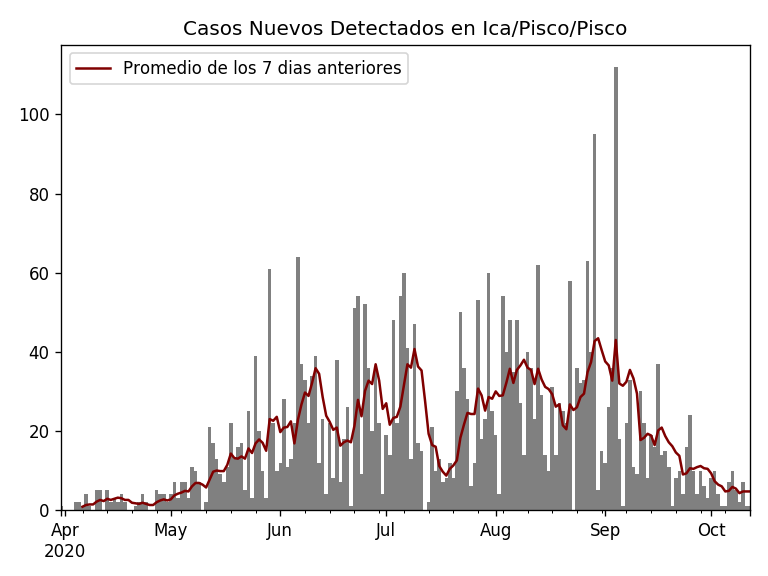 Casos Nuevos Detectados en Ica/Pisco/Pisco
Promedio de los 7 dias anteriores
100
80
60
40
20
0
Apr May Jun Jul Aug Sep Oct
2020